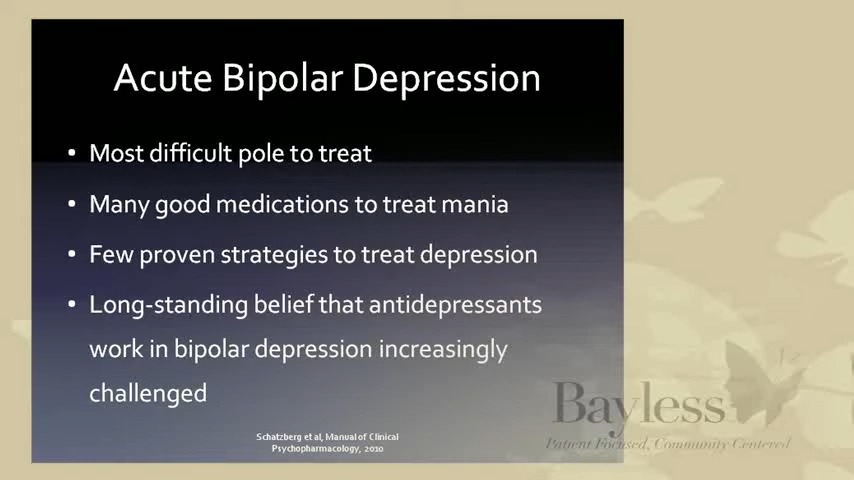 Acute Bipolar Depression
• Most difficult pole to treat
• Many good medications to treat mania
• Few proven strategies to treat depression
• Long-standing belief that antidepressants
work in bipolar depression increasingly
challenged
Schatzberg et al, Manual of Clinical
Psychopharmacology, 2010
Bayless
Patient Focused, Community Centered